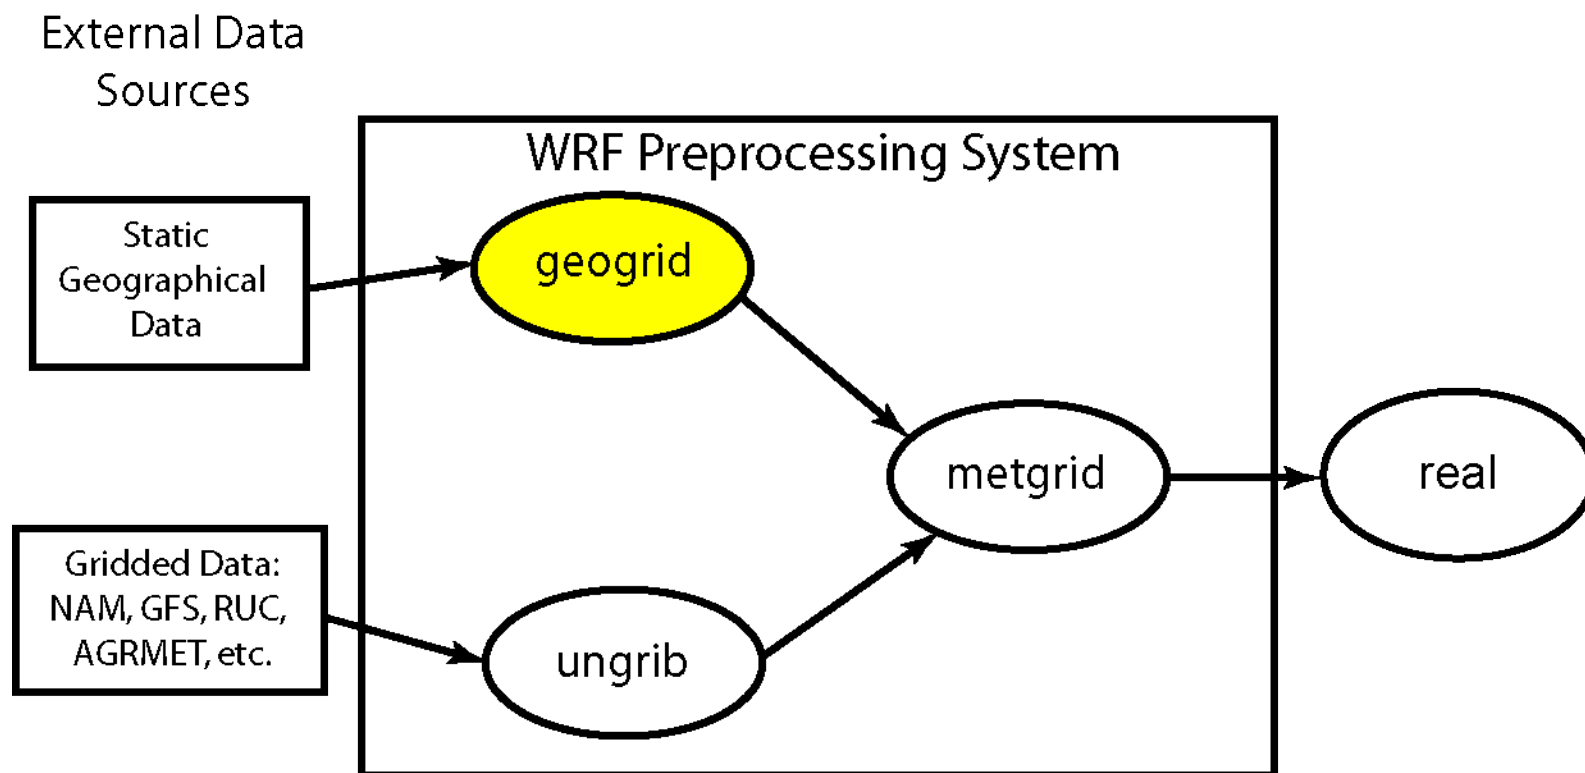 External Data
Sources
WRF Preprocessing System
Static
Geographical
Data
geogrid
metgrid
real
Gridded Data:
NAM, GFS, RUC,
AGRMET, etc.
ungrib